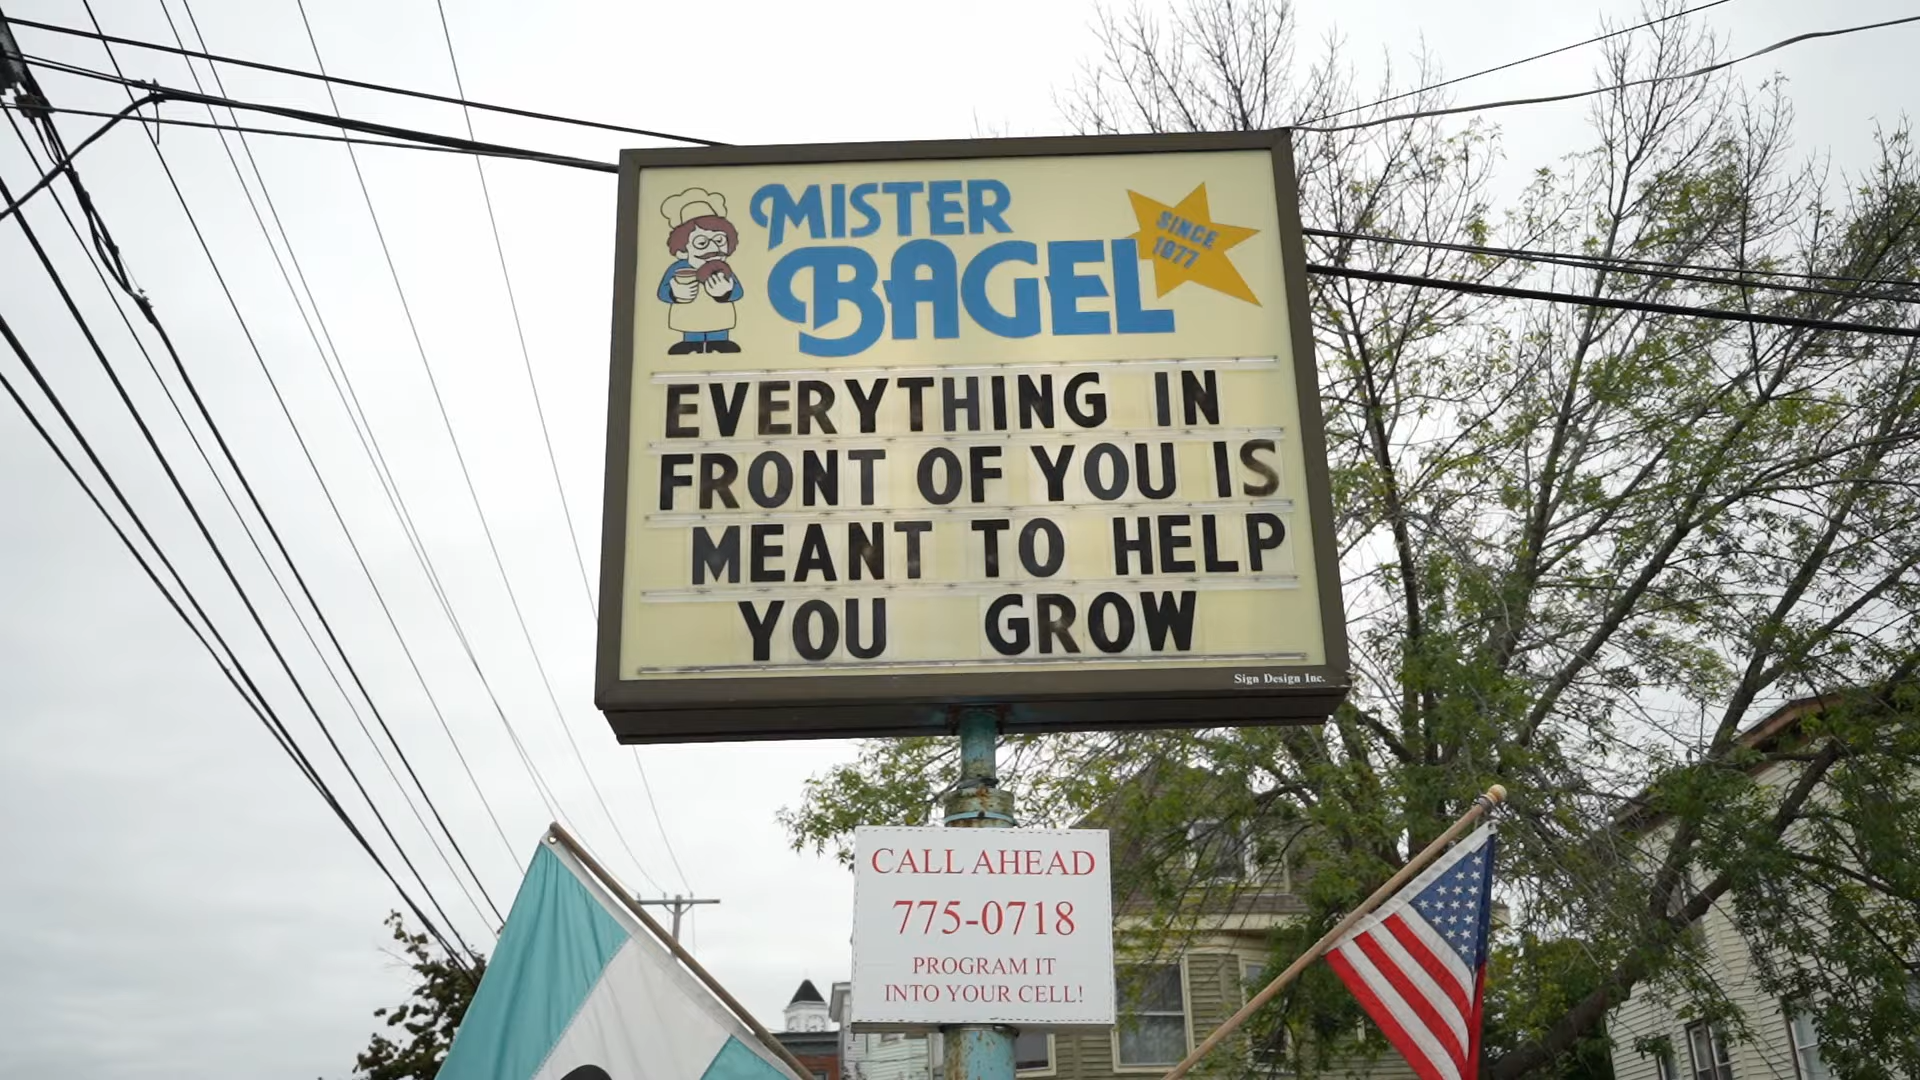 MISTER
BAGEL
SINCE
1977
EVERYTHING IN
FRONT OF YOU IS
MEANT TO HELP
YOU GROW
Sign Design Inc.
CALL AHEAD
775-0718
PROGRAM IT
INTO YOUR CELL!